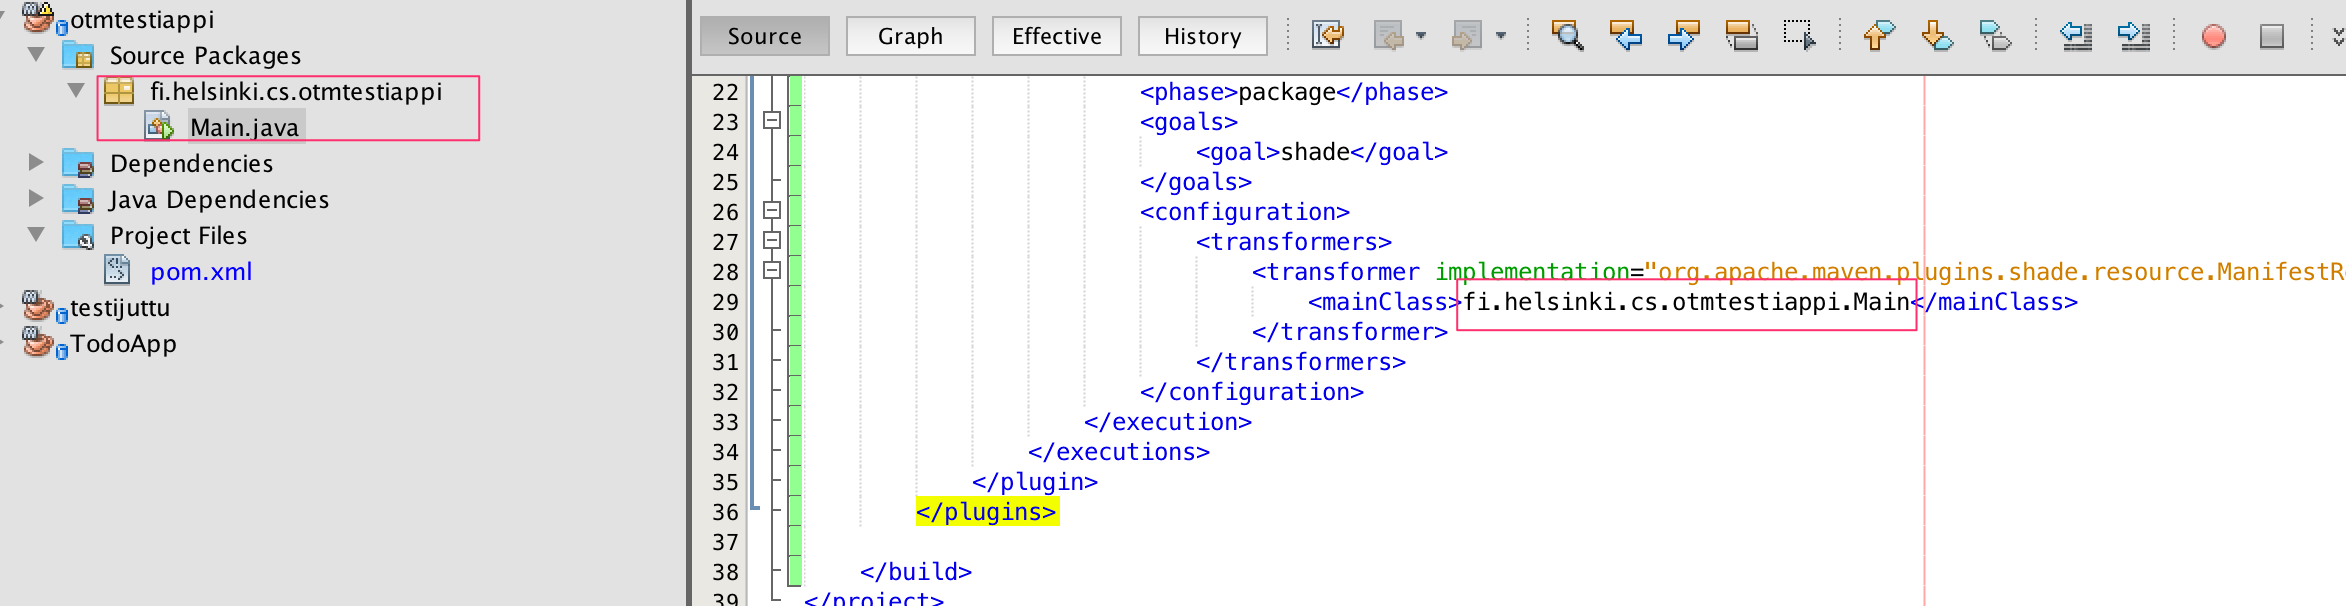 otmtestiappi
Source Packages
fi.helsinki.cs.otmtestiappi
Main.java
Dependencies
Java Dependencies
Project Files
pom.xml
testijuttu
TodoApp
Source Graph Effective History
22 <phase>package</phase>
23 <goals>
24 <goal>shade</goal>
25 </goals>
26 <configuration>
27 <transformers>
28 <transformer implementation="org.apache.maven.plugins.shade.resource.ManifestR
29 <mainClass>fi.helsinki.cs.otmtestiappi.Main</mainClass>
30 </transformer>
31 </transformers>
32 </configuration>
33 </execution>
34 </executions>
35 </plugin>
36 </plugins>
37
38 </build>
39 </project>